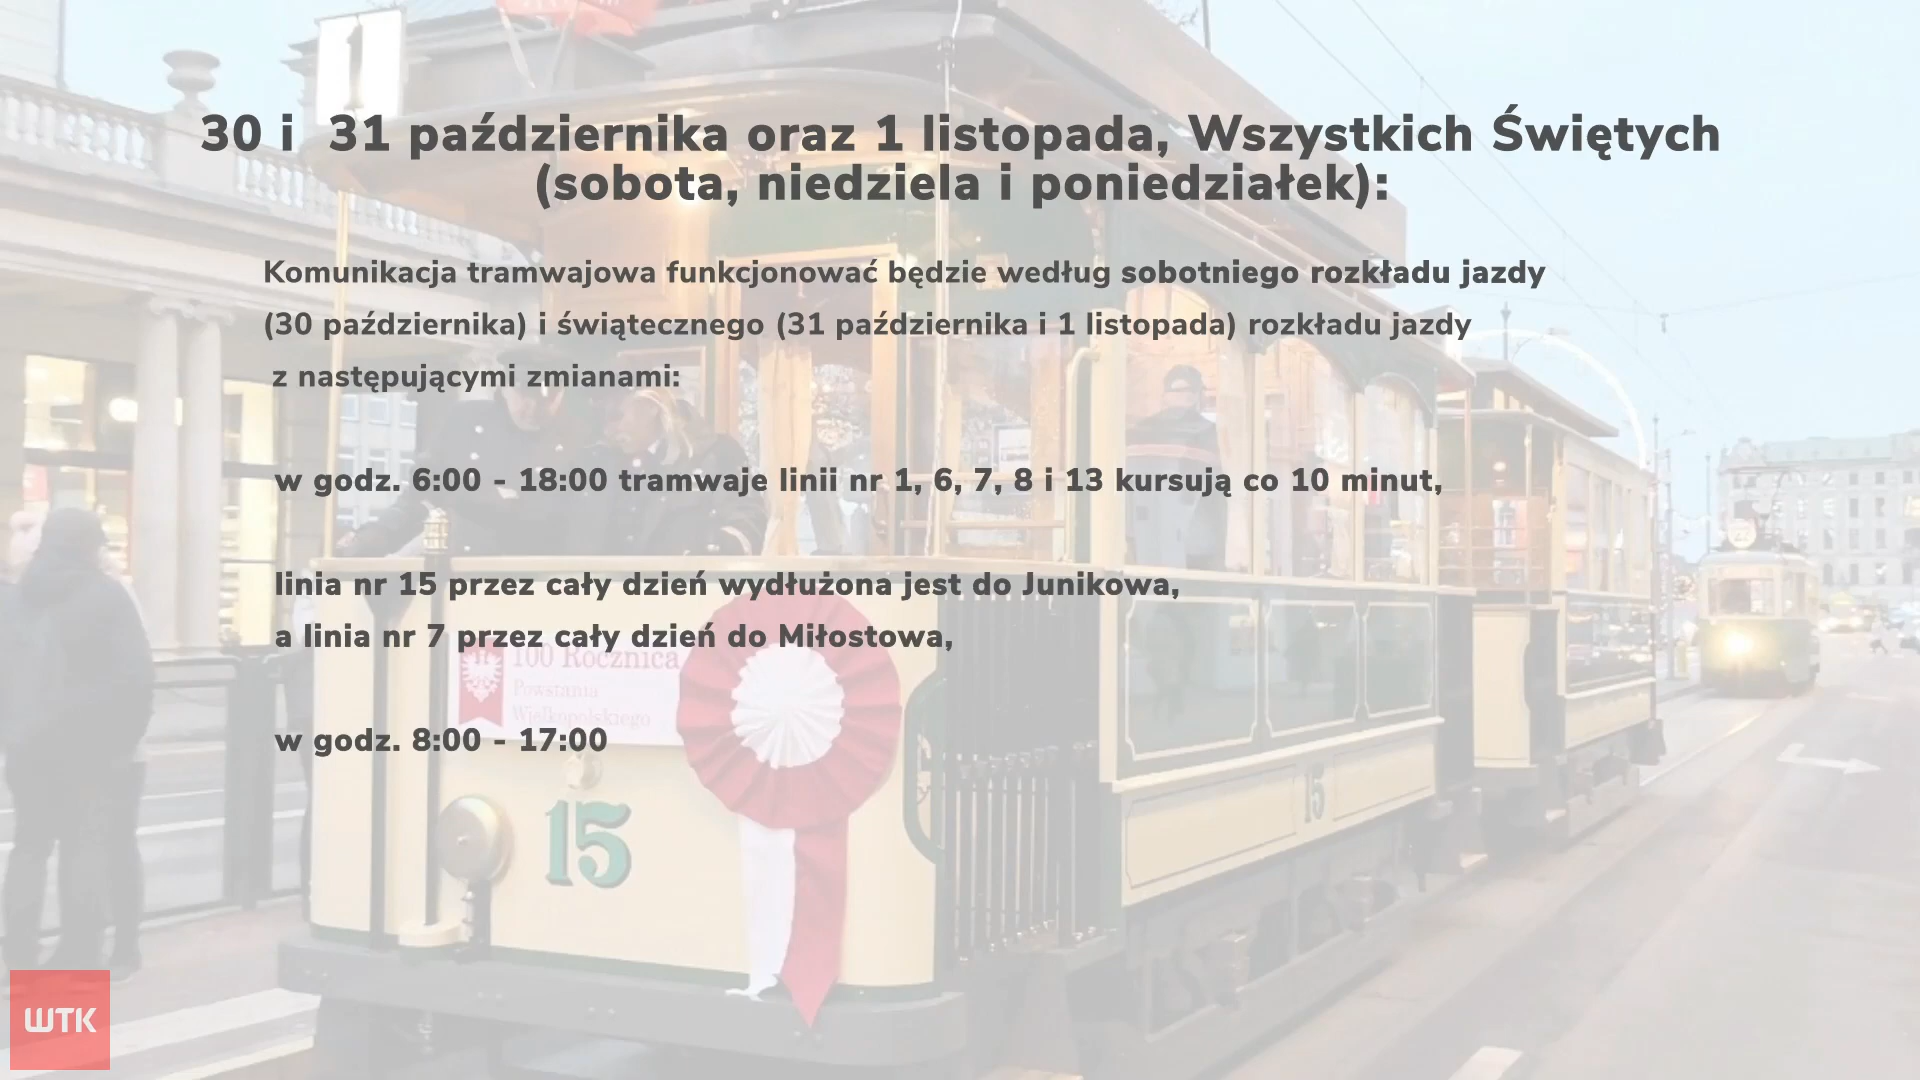 1
30 i  31 października oraz 1 listopada, Wszystkich Świętych
(sobota, niedziela i poniedziałek):
Komunikacja tramwajowa funkcjonować będzie według sobotniego rozkładu jazdy
(30 października) i świątecznego (31 października i 1 listopada) rozkładu jazdy
z następującymi zmianami:
w godz. 6:00 - 18:00 tramwaje linii nr 1, 6, 7, 8 i 13 kursują co 10 minut,
linia nr 15 przez cały dzień wydłużona jest do Junikowa,
a linia nr 7 przez cały dzień do Miłostowa,
100 Rocznica
Powstania
Wielkopolskiego
w godz. 8:00 - 17:00
15
15
WTK